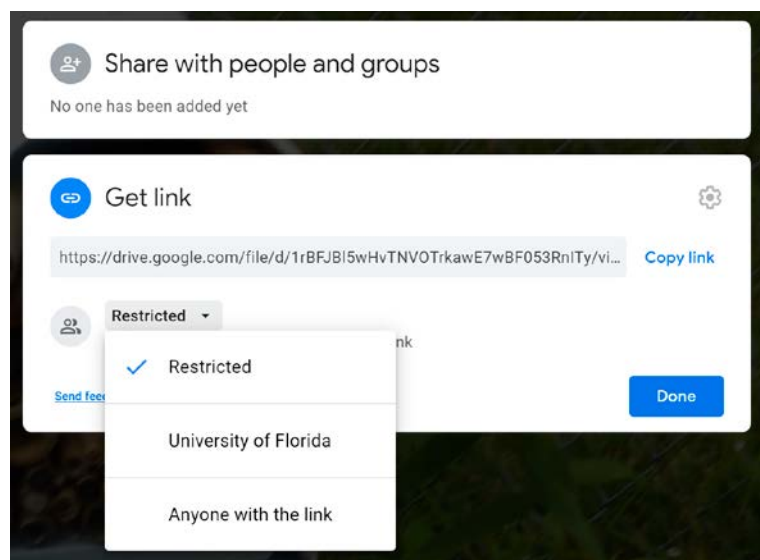 Share with people and groups
No one has been added yet
Get link
https://drive.google.com/file/d/1rBFJBl5wHvTNVOTrkawE7wBF053RnITy/vi... Copy link
Restricted
nk
Restricted
Send fee
Done
University of Florida
Anyone with the link